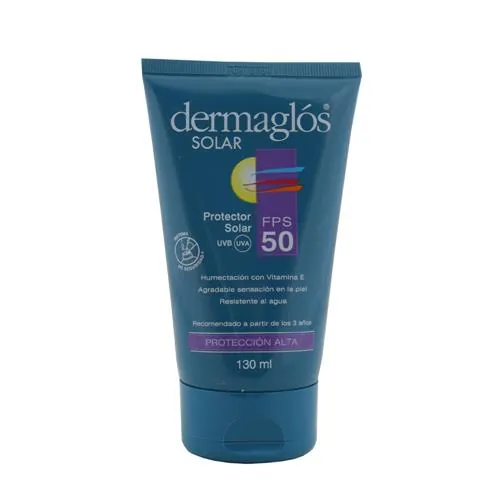 dermaglós®
SOLAR
Protector
Solar
UVB UVA
FPS
50
Humectación con Vitamina E
Agradable sensación en la piel
Resistente al agua
Recomendado a partir de los 3 años
PROTECCIÓN ALTA
130 ml